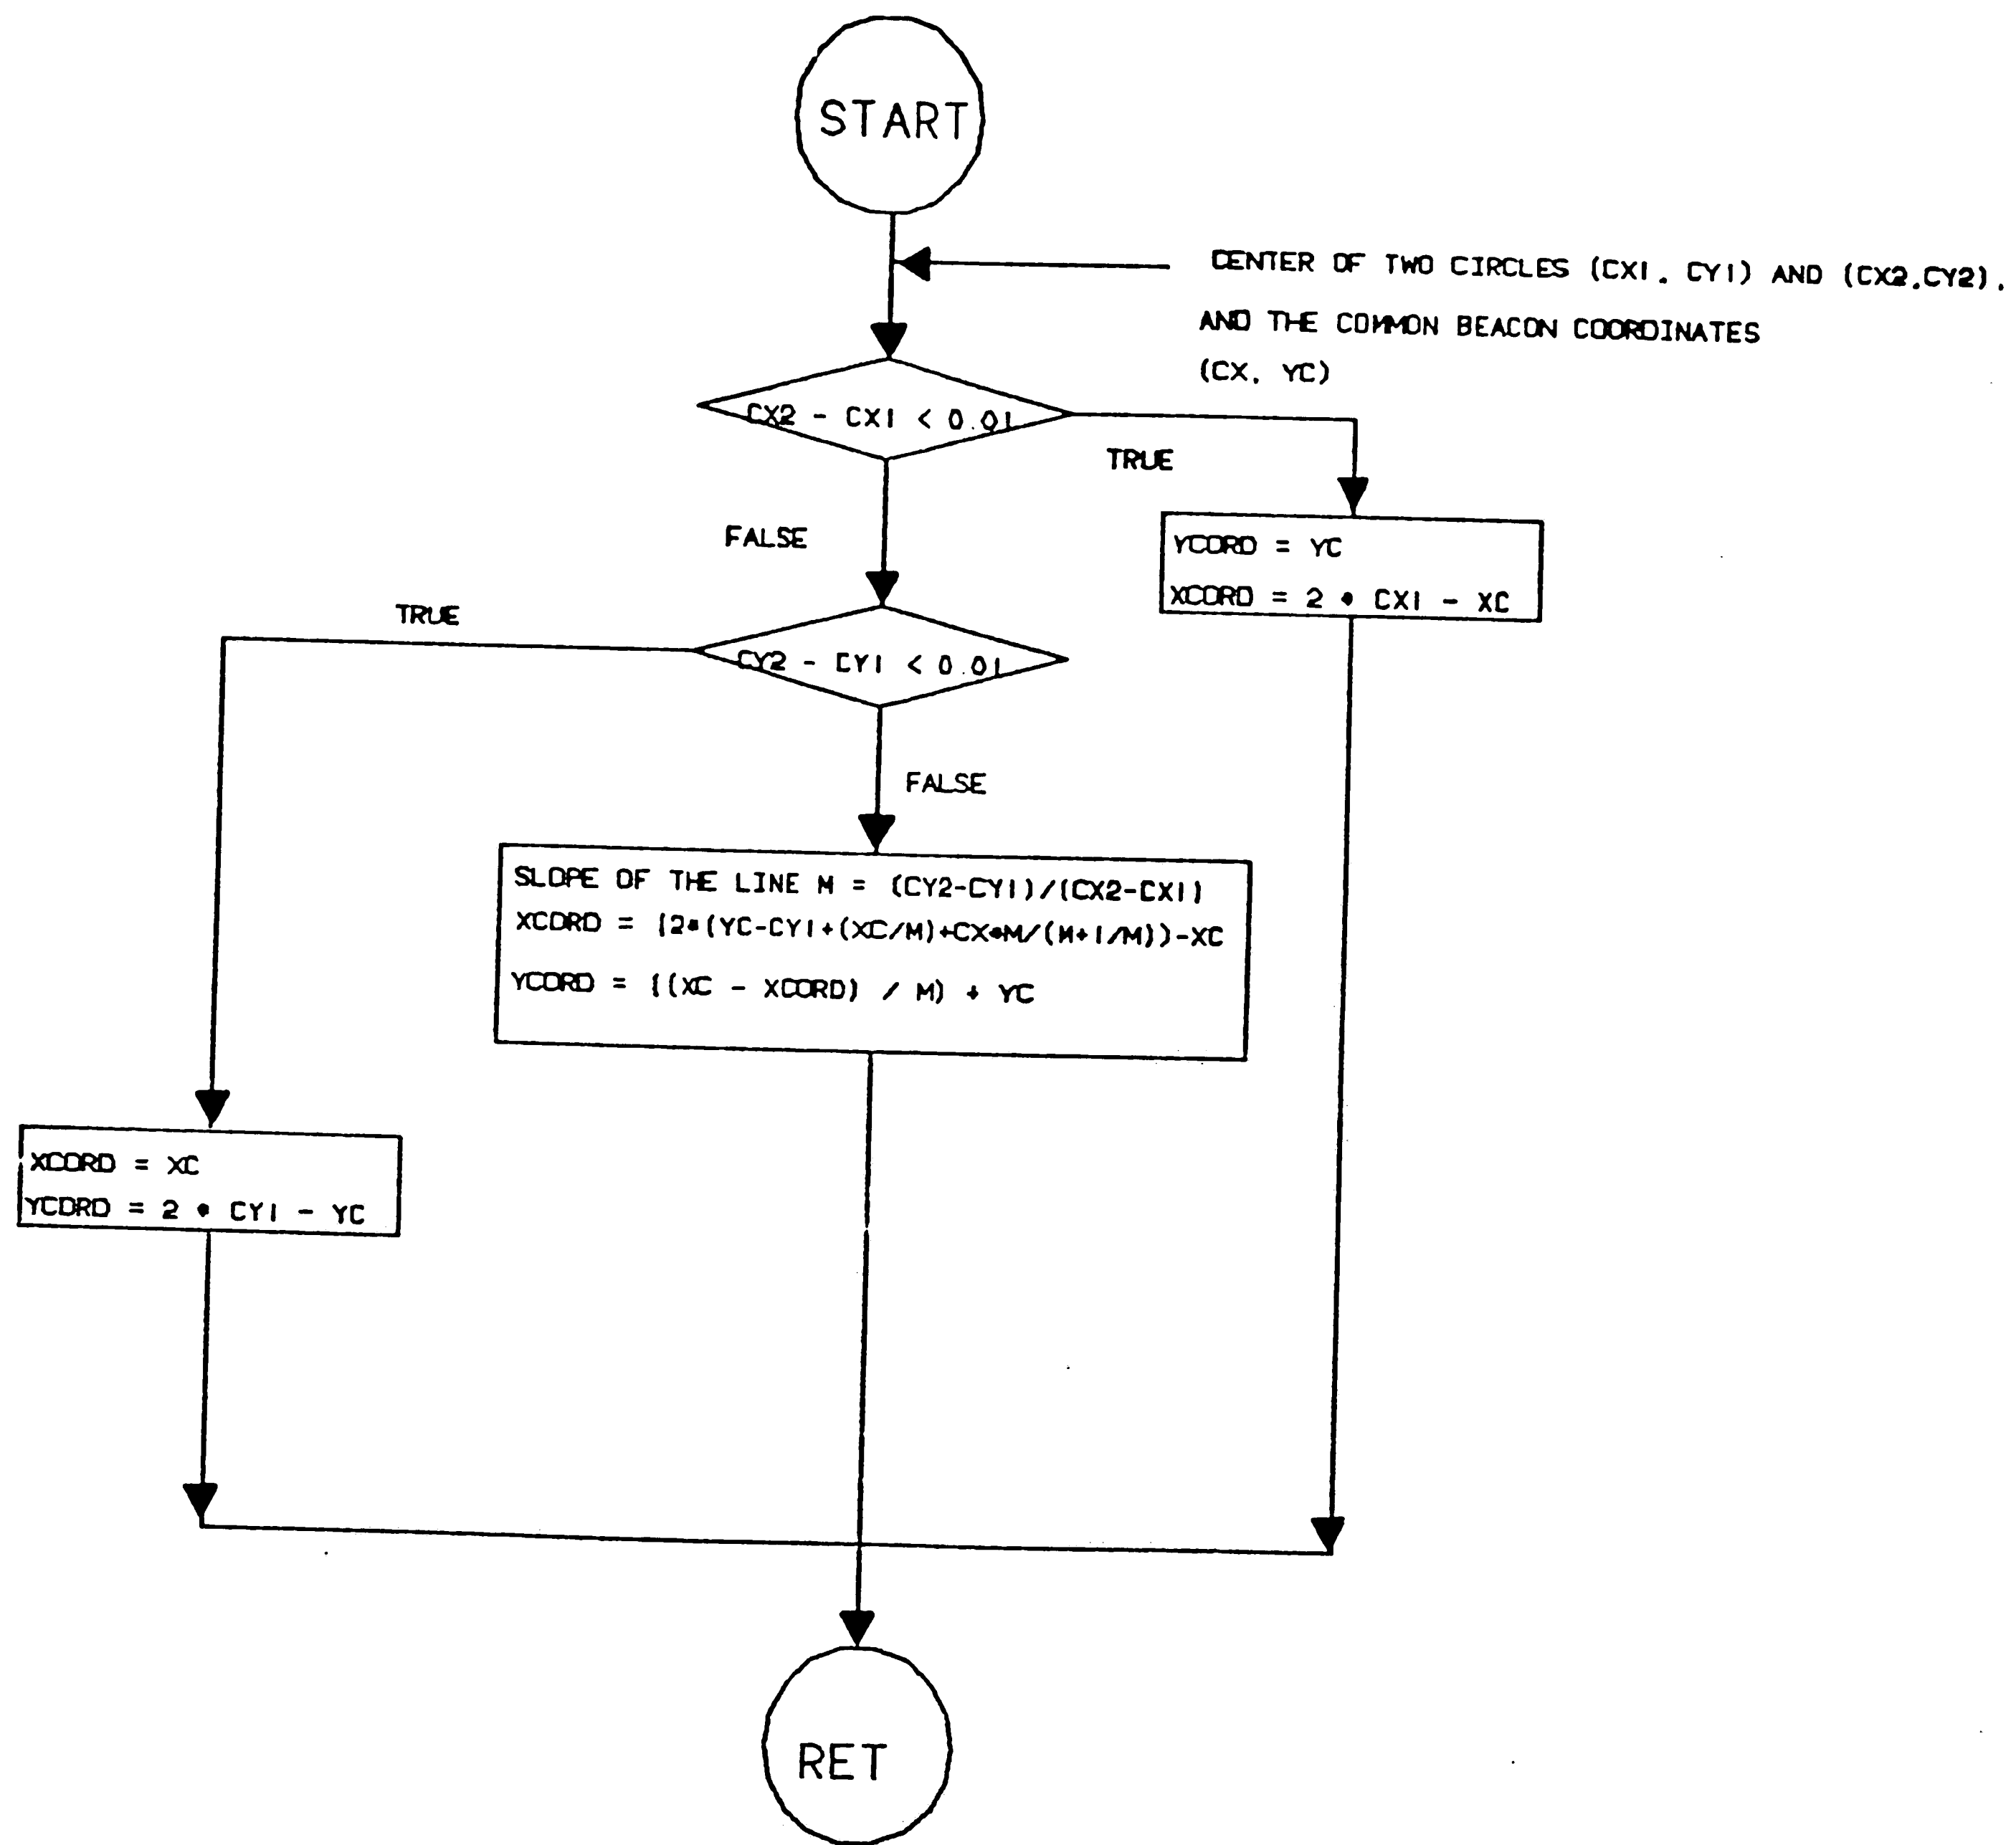 START
CENTER OF TWO CIRCLES (CX1, CY1) AND (CX2,CY2),
AND THE COMMON BEACON COORDINATES
(CX, YC)
CX2 - CX1 < 0.01
TRUE
FALSE
YCORD = YC
XCORD = 2 * CX1 - XC
TRUE
CY2 - CY1 < 0.01
FALSE
SLOPE OF THE LINE M = (CY2-CY1)/(CX2-CX1)
XCORD = (2*(YC-CY1+(XC/M)+CX*M/(M+1/M))-XC
YCORD = ((XC - XCORD) / M) + YC
XCORD = XC
YCORD = 2 * CY1 - YC
RET